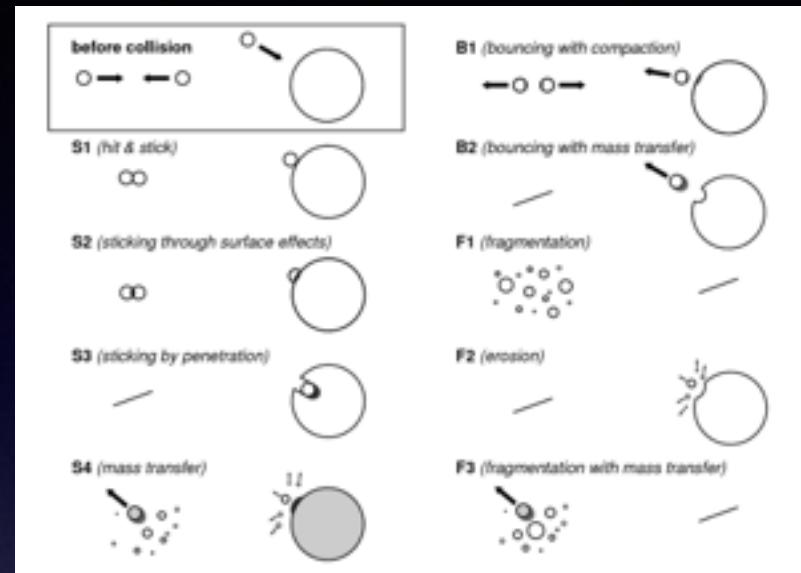 before collision
S1 (hit & stick)
S2 (sticking through surface effects)
S3 (sticking by penetration)
S4 (mass transfer)
B1 (bouncing with compaction)
B2 (bouncing with mass transfer)
F1 (fragmentation)
F2 (erosion)
F3 (fragmentation with mass transfer)